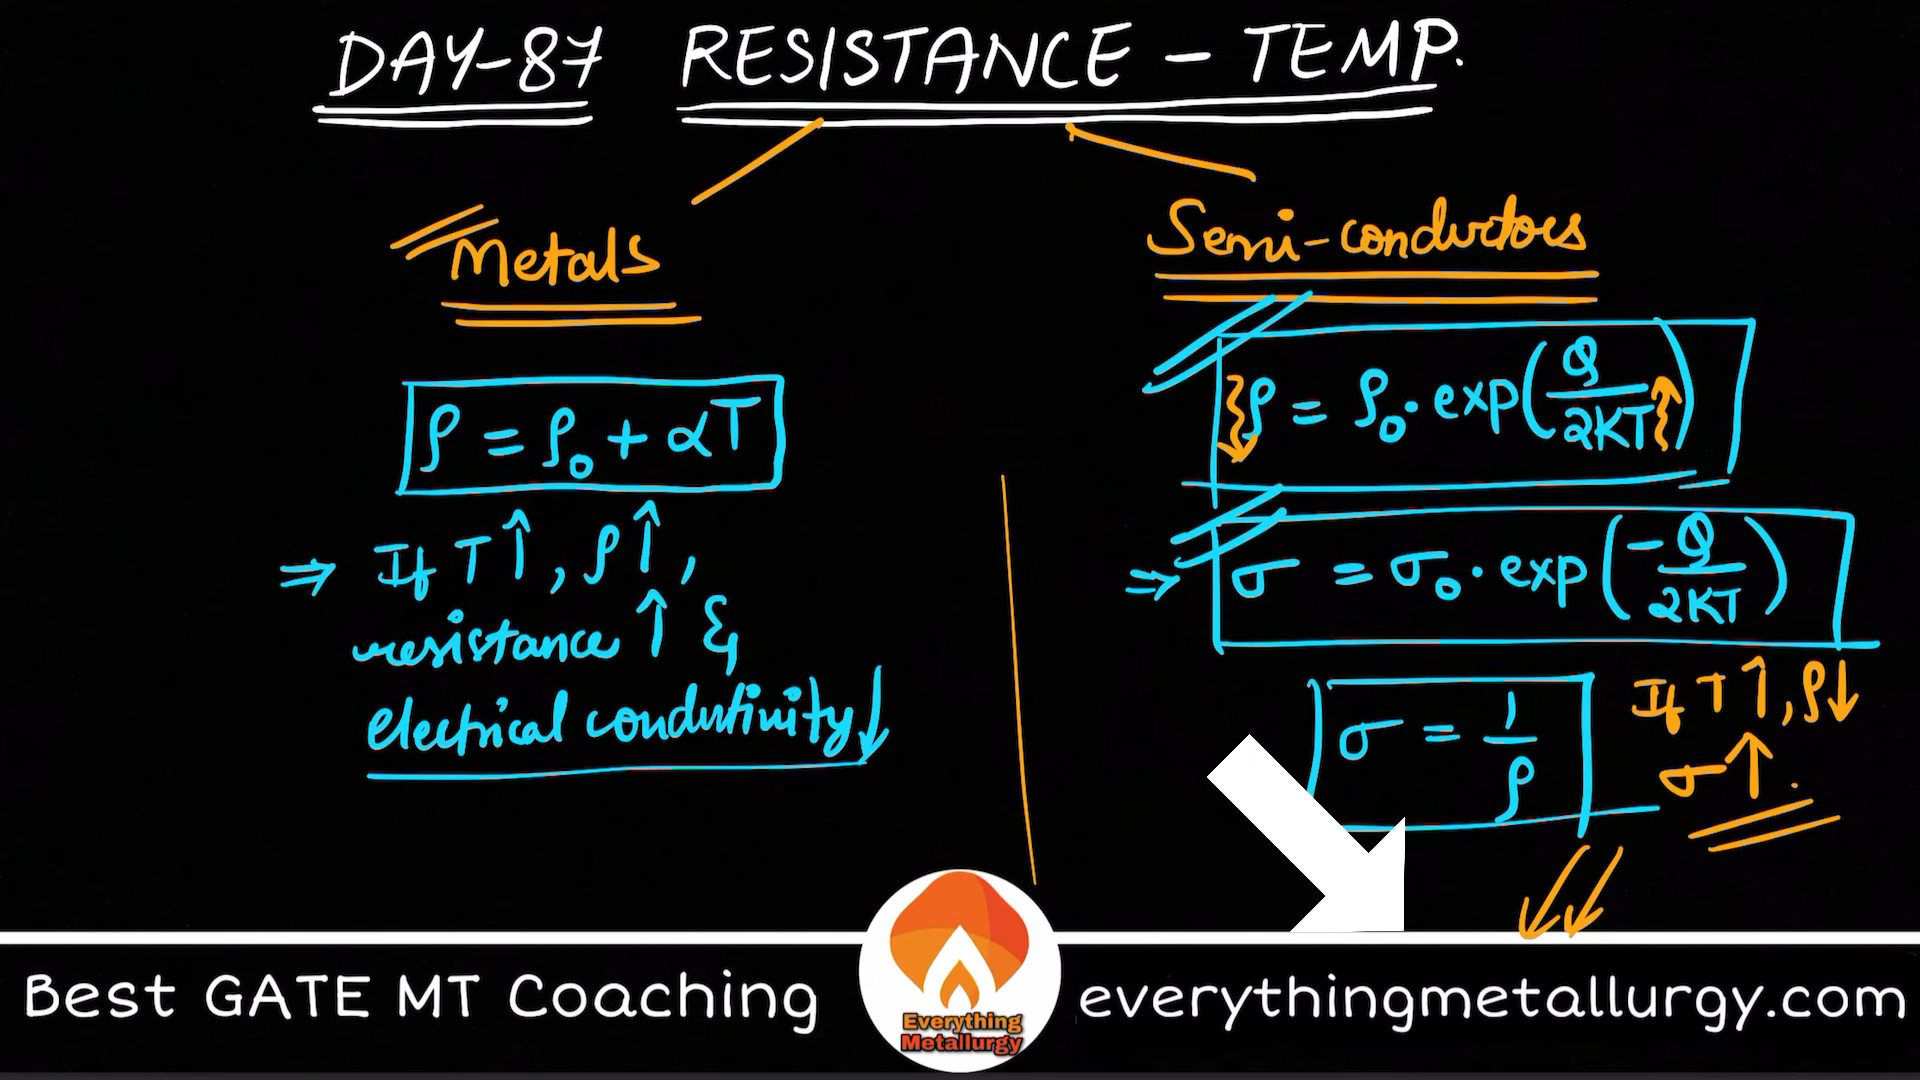 DAY-87 RESISTANCE - TEMP.
Metals
ρ = ρ₀ + αT
⇒ If T↑, ρ↑,
resistance ↑ &
electrical conductivity↓
Semi-conductors
ρ = ρ₀ · exp(Q/2KT)
⇒ σ = σ₀ · exp(-Q/2KT)
σ = 1/ρ
If T↑, ρ↓
σ↑.
Best GATE MT Coaching
Everything
Metallurgy
everythingmetallurgy.com